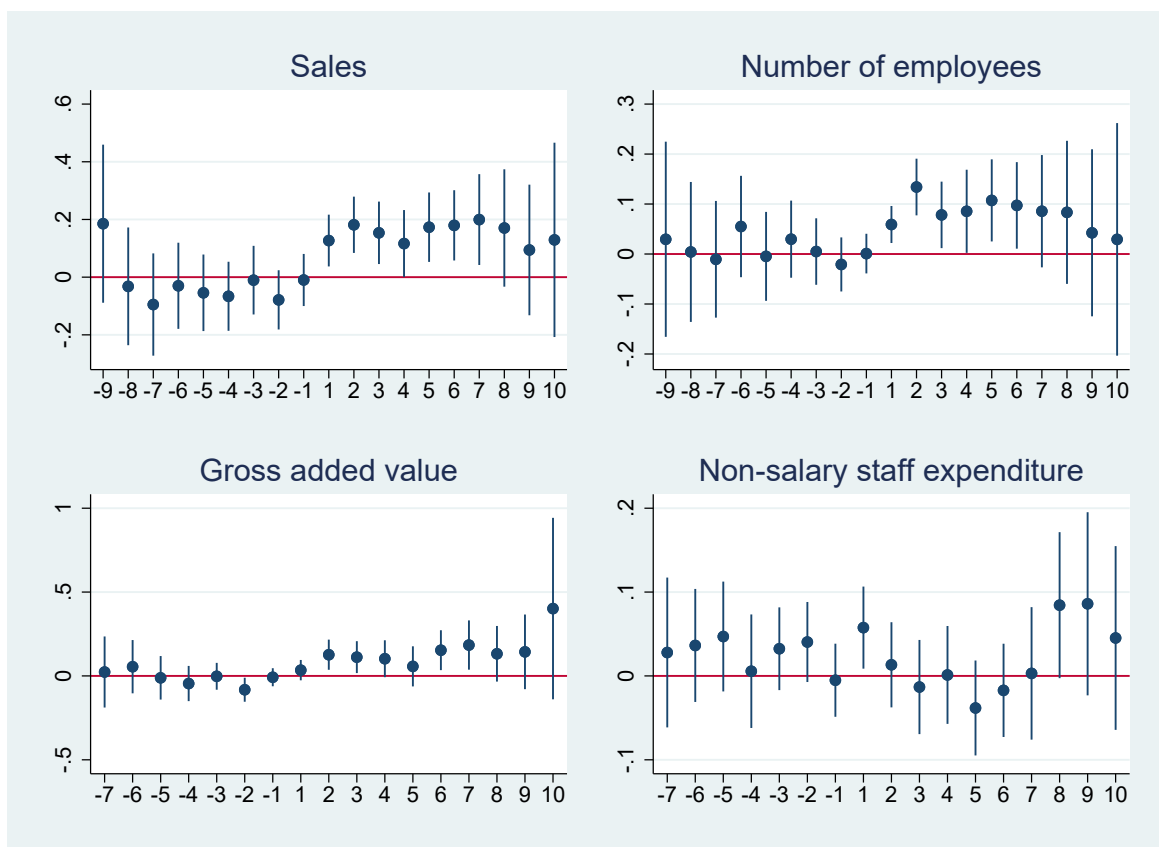 Sales
.6
.4
.2
0
-.2
-9 -8 -7 -6 -5 -4 -3 -2 -1 1 2 3 4 5 6 7 8 9 10
Number of employees
.3
.2
.1
0
-.1
-.2
-9 -8 -7 -6 -5 -4 -3 -2 -1 1 2 3 4 5 6 7 8 9 10
Gross added value
1
.5
0
-.5
-7 -6 -5 -4 -3 -2 -1 1 2 3 4 5 6 7 8 9 10
Non-salary staff expenditure
.2
.1
0
-.1
-7 -6 -5 -4 -3 -2 -1 1 2 3 4 5 6 7 8 9 10